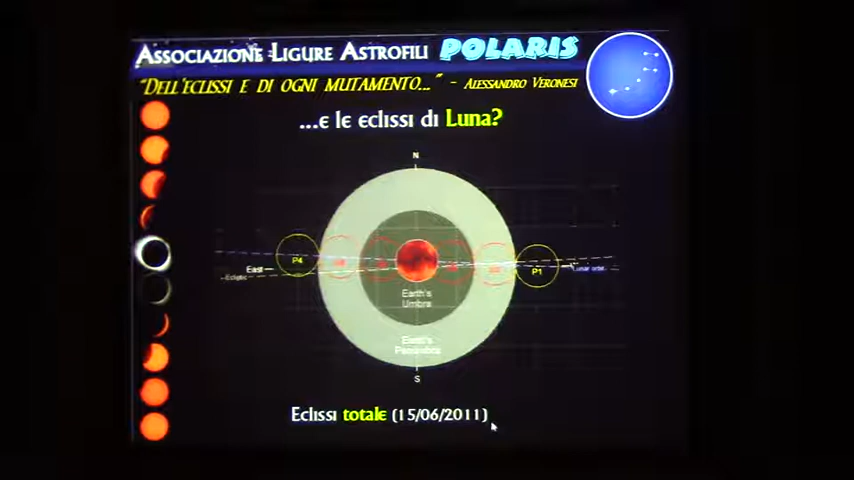 Associazione Ligure Astrofili POLARIS
"Dell'eclissi e di ogni mutamento..." - Alessandro Veronesi
...e le eclissi di Luna?
N
P4
P1
East
Ecliptic
Lunar orbit
Earth's
Umbra
Earth's
Penumbra
S
Eclissi totale (15/06/2011)